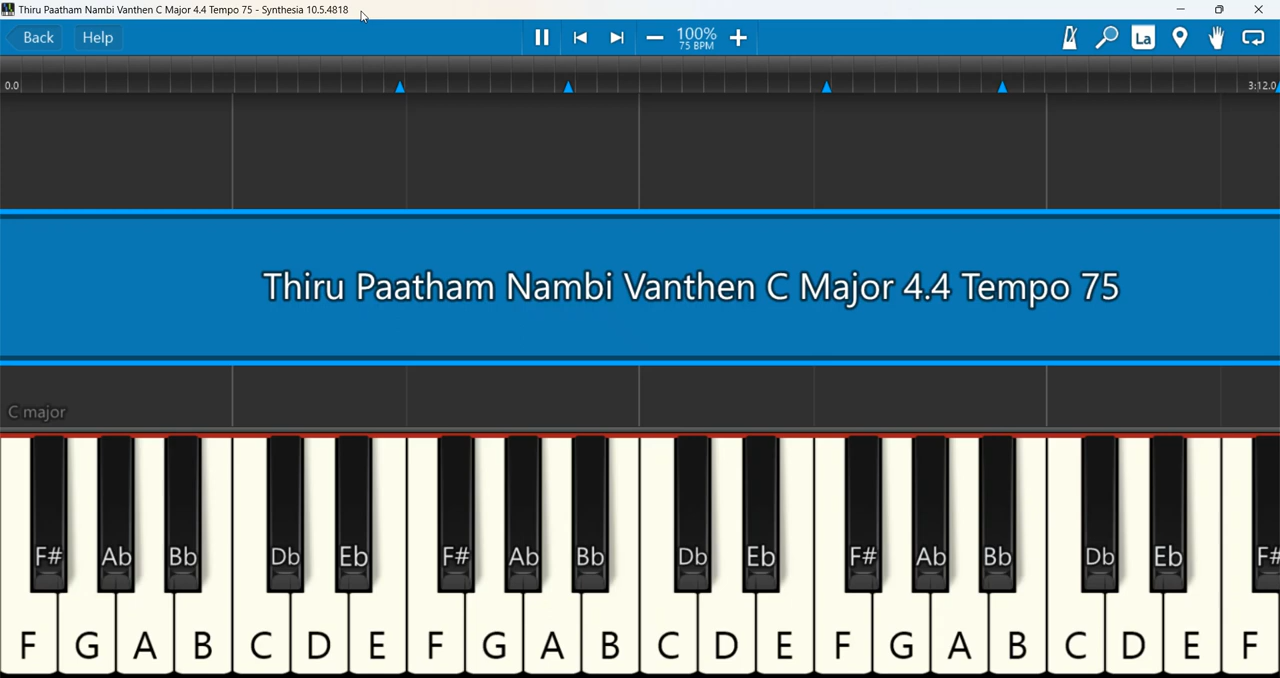 Thiru Paatham Nambi Vanthen C Major 4.4 Tempo 75 - Synthesia 10.5.4818
Back Help 100% La
75 BPM
0.0 3:12.0
Thiru Paatham Nambi Vanthen C Major 4.4 Tempo 75
C major
F# Ab Bb Db Eb F# Ab Bb Db Eb F# Ab Bb Db Eb F#
F G A B C D E F G A B C D E F G A B C D E F